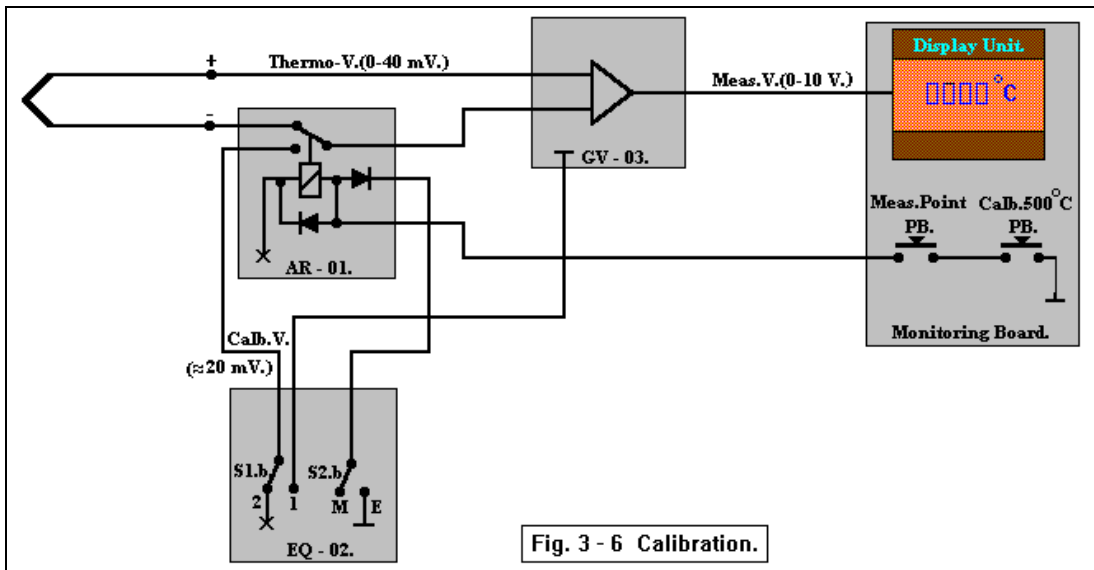 Display Unit.
▯▯▯▯°C
+
Thermo-V.(0-40 mV.)
Meas.V.(0-10 V.)
-
GV - 03.
Meas.Point
PB.
Calb.500°C
PB.
AR - 01.
Monitoring Board.
Calb.V.
(≈20 mV.)
S1.b
2
1
S2.b
M
E
EQ - 02.
Fig. 3 - 6 Calibration.